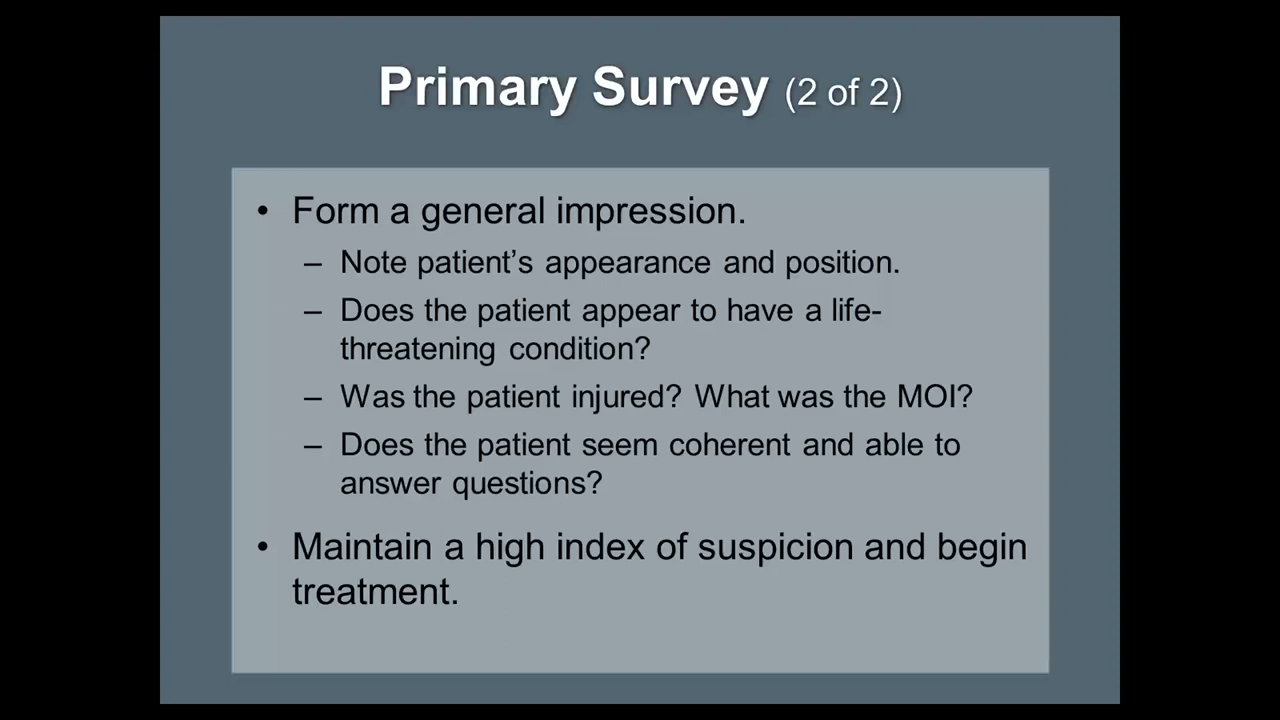 Primary Survey (2 of 2)
• Form a general impression.
– Note patient’s appearance and position.
– Does the patient appear to have a life-
threatening condition?
– Was the patient injured? What was the MOI?
– Does the patient seem coherent and able to
answer questions?
• Maintain a high index of suspicion and begin
treatment.